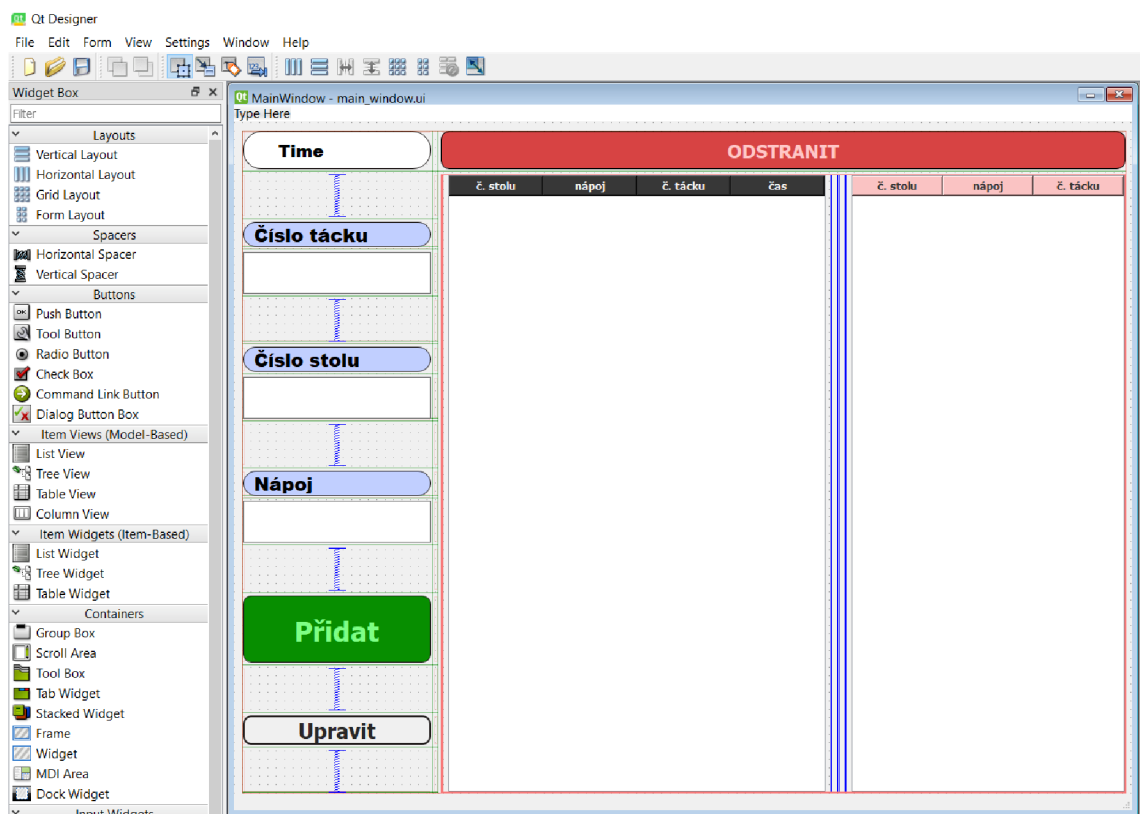 Qt Designer
File Edit Form View Settings Window Help
Widget Box
Filter
Layouts
Vertical Layout
Horizontal Layout
Grid Layout
Form Layout
Spacers
Horizontal Spacer
Vertical Spacer
Buttons
Push Button
Tool Button
Radio Button
Check Box
Command Link Button
Dialog Button Box
Item Views (Model-Based)
List View
Tree View
Table View
Column View
Item Widgets (Item-Based)
List Widget
Tree Widget
Table Widget
Containers
Group Box
Scroll Area
Tool Box
Tab Widget
Stacked Widget
Frame
Widget
MDI Area
Dock Widget
Input Widgets
MainWindow - main_window.ui
Type Here
Time
Číslo tácku
Číslo stolu
Nápoj
Přidat
Upravit
ODSTRANIT
č. stolu nápoj č. tácku čas
č. stolu nápoj č. tácku